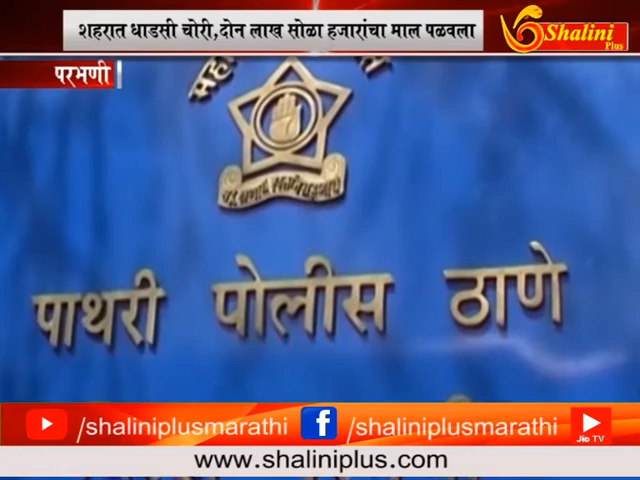 शहरात धाडसी चोरी,दोन लाख सोळा हजारांचा माल पळवला
Shalini
Plus
परभणी
पाथरी पोलीस ठाणे
/shaliniplusmarathi
/shaliniplusmarathi
Jio TV
www.shaliniplus.com